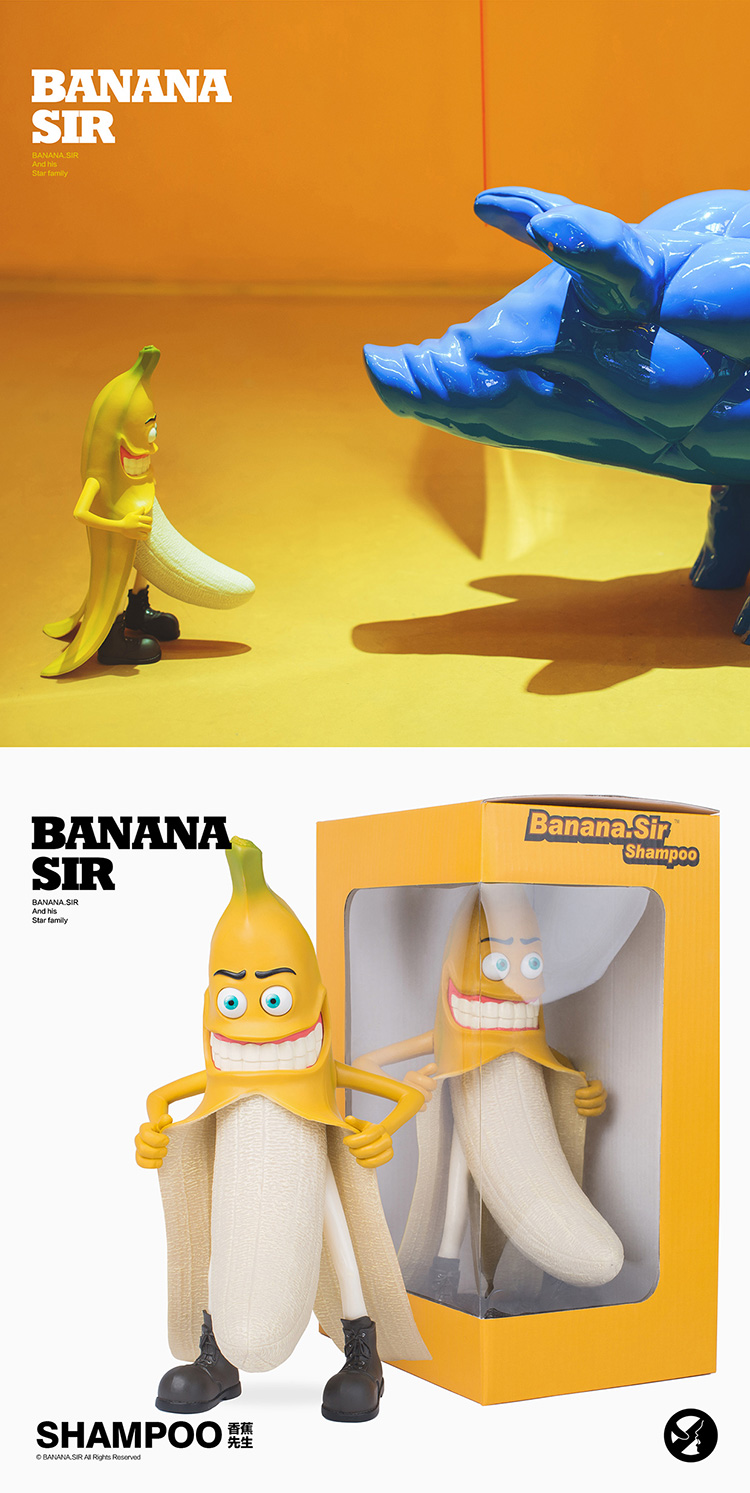 BANANA
SIR
BANANA.SIR
And his
Star family
BANANA
SIR
BANANA.SIR
And his
Star family
Banana.Sir™
Shampoo
SHAMPOO 香蕉
先生
© BANANA.SIR All Rights Reserved